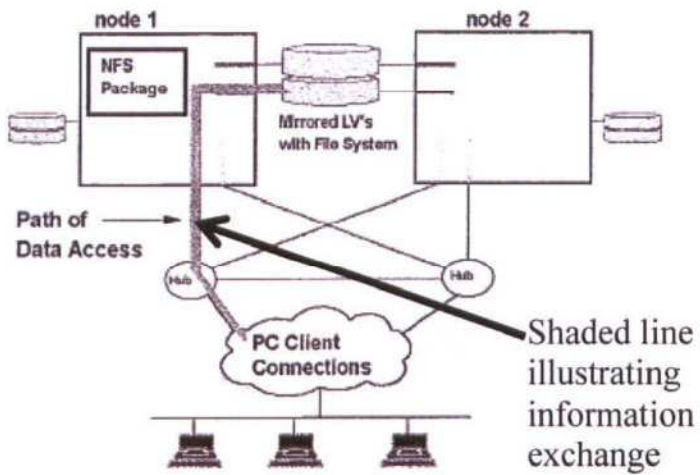 node 1
node 2
NFS
Package
Mirrored LV's
with File System
Path of
Data Access
Hub
Hub
PC Client
Connections
Shaded line
illustrating
information
exchange